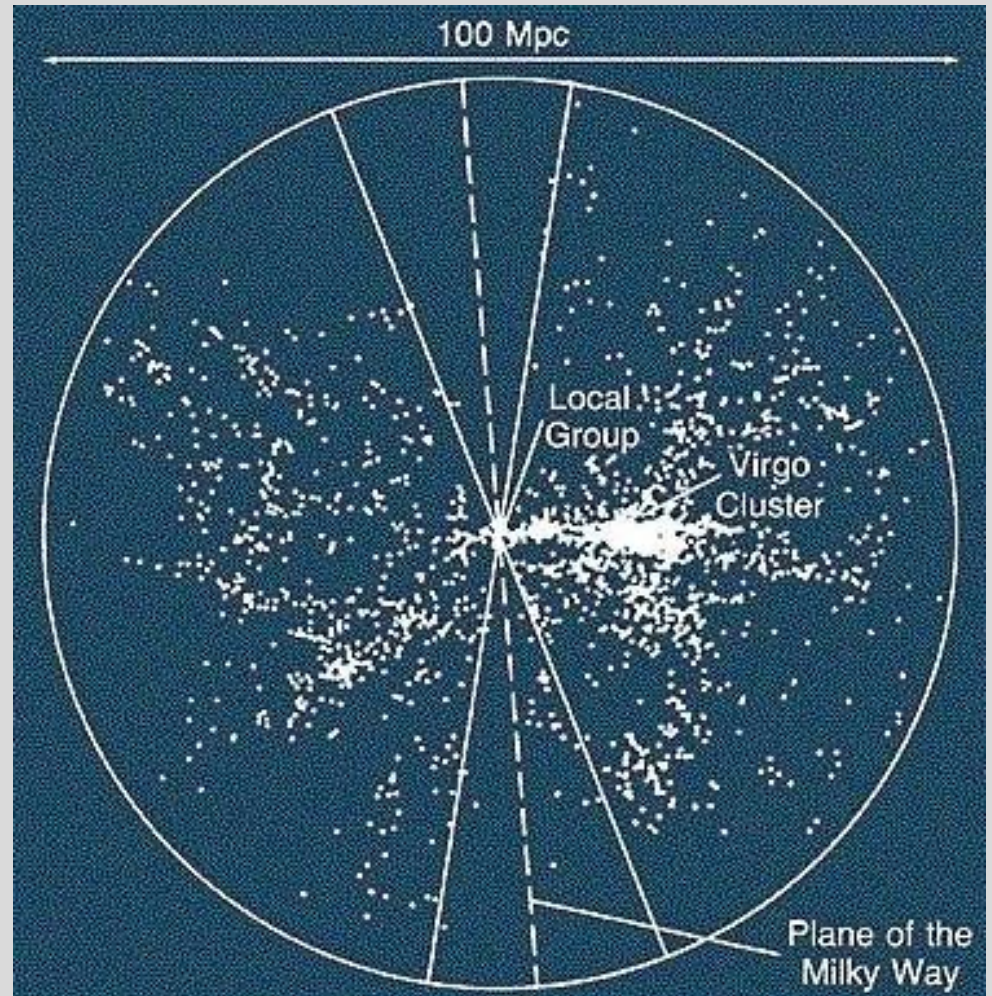 100 Mpc
Local
Group
Virgo
Cluster
Plane of the
Milky Way